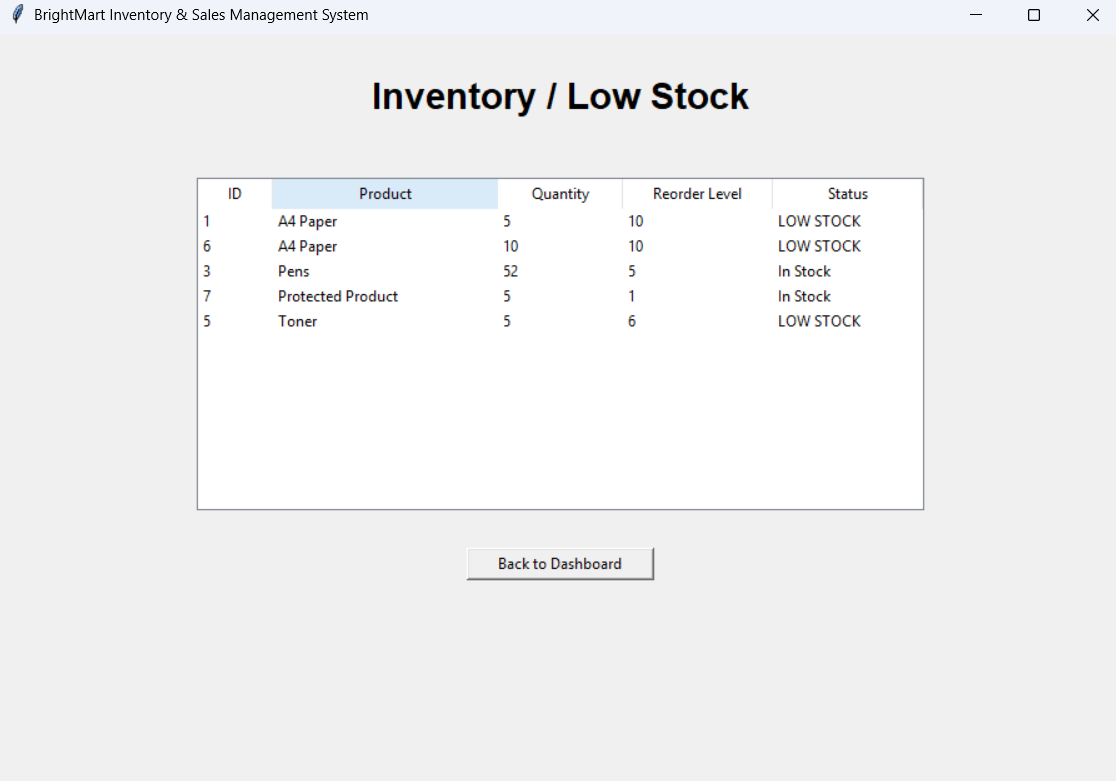 BrightMart Inventory & Sales Management System
Inventory / Low Stock
ID Product Quantity Reorder Level Status
1 A4 Paper 5 10 LOW STOCK
6 A4 Paper 10 10 LOW STOCK
3 Pens 52 5 In Stock
7 Protected Product 5 1 In Stock
5 Toner 5 6 LOW STOCK
Back to Dashboard